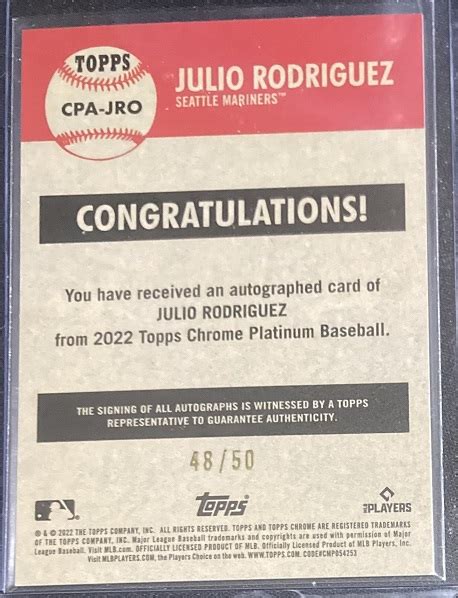 TOPPS
CPA-JRO
JULIO RODRIGUEZ
SEATTLE MARINERS™
CONGRATULATIONS!
You have received an autographed card of
JULIO RODRIGUEZ
from 2022 Topps Chrome Platinum Baseball.
THE SIGNING OF ALL AUTOGRAPHS IS WITNESSED BY A TOPPS
REPRESENTATIVE TO GUARANTEE AUTHENTICITY.
48/50
topps
PLAYERS
® & © 2022 THE TOPPS COMPANY, INC. ALL RIGHTS RESERVED. TOPPS AND TOPPS CHROME ARE REGISTERED TRADEMARKS
OF THE TOPPS COMPANY, INC. Major League Baseball trademarks and copyrights are used with permission of Major
League Baseball. Visit MLB.com. OFFICIALLY LICENSED PRODUCT OF MLB. Officially Licensed Product of MLB Players, Inc.
Visit MLBPLAYERS.com, the Players Choice on the web. WWW.TOPPS.COM. CODE#CMP054253